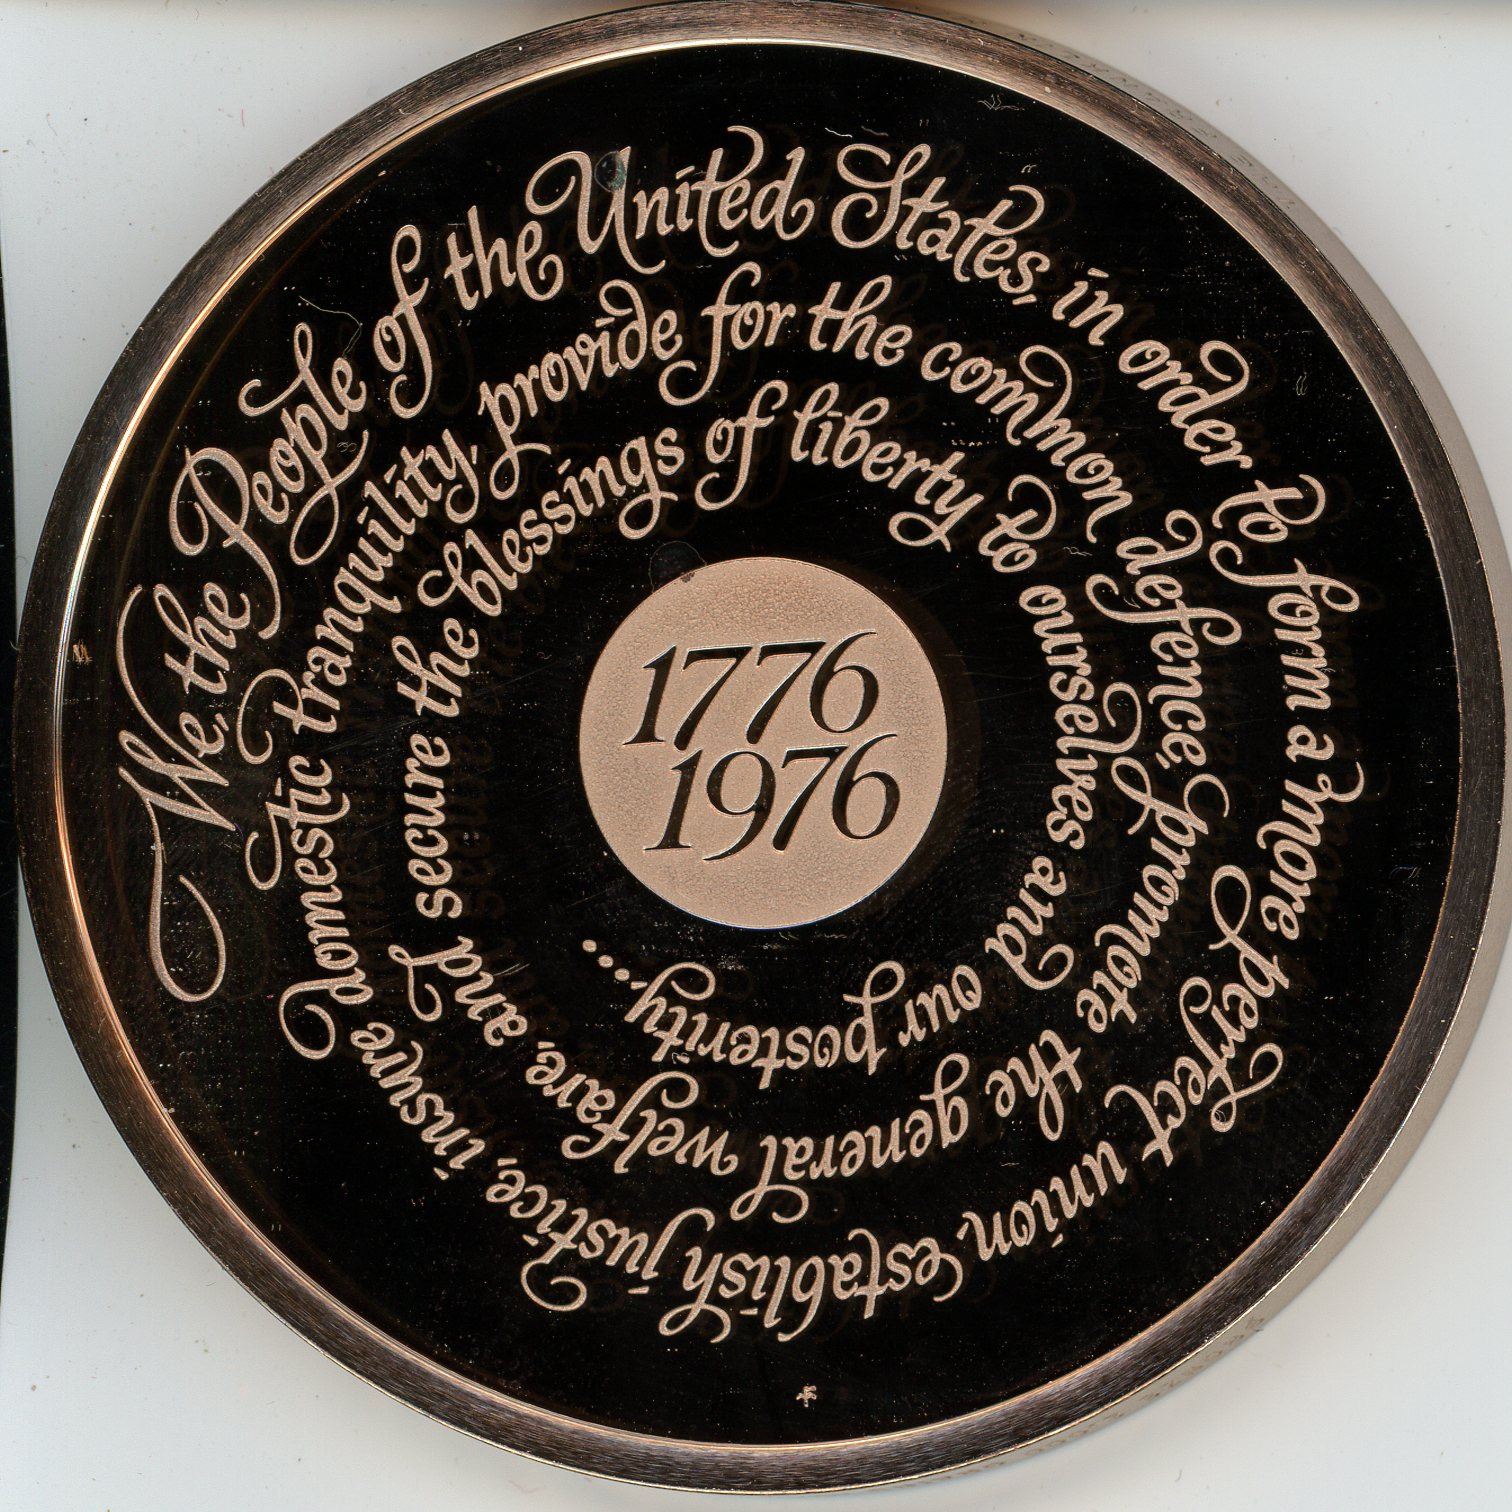 We the People of the United States, in order to form a more perfect union, establish justice, insure domestic tranquility, provide for the common defence, promote the general welfare, and secure the blessings of liberty to ourselves and our posterity...
1776
1976